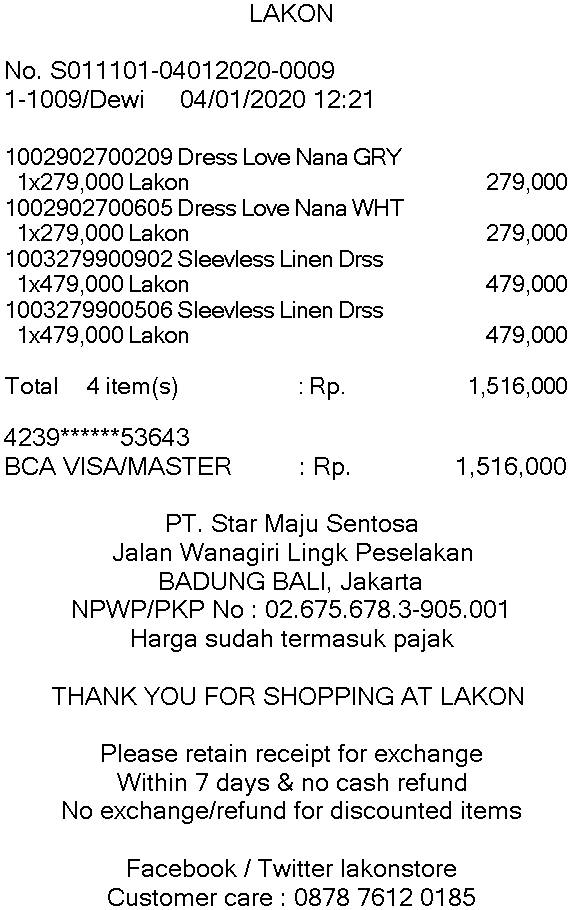 LAKON
No. S011101-04012020-0009
1-1009/Dewi 04/01/2020 12:21
1002902700209 Dress Love Nana GRY
1x279,000 Lakon 279,000
1002902700605 Dress Love Nana WHT
1x279,000 Lakon 279,000
1003279900902 Sleevless Linen Drss
1x479,000 Lakon 479,000
1003279900506 Sleevless Linen Drss
1x479,000 Lakon 479,000
Total 4 item(s) : Rp. 1,516,000
4239******53643
BCA VISA/MASTER : Rp. 1,516,000
PT. Star Maju Sentosa
Jalan Wanagiri Lingk Peselakan
BADUNG BALI, Jakarta
NPWP/PKP No : 02.675.678.3-905.001
Harga sudah termasuk pajak
THANK YOU FOR SHOPPING AT LAKON
Please retain receipt for exchange
Within 7 days & no cash refund
No exchange/refund for discounted items
Facebook / Twitter lakonstore
Customer care : 0878 7612 0185